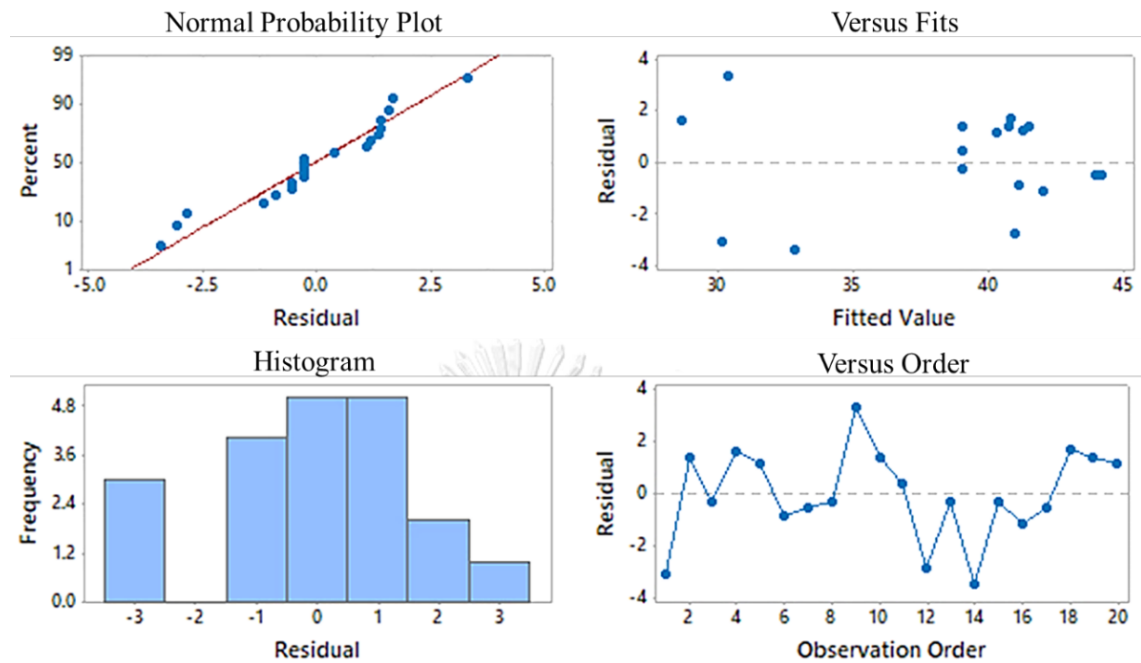 Normal Probability Plot
99
90
50
10
1
Percent
-5.0 -2.5 0.0 2.5 5.0
Residual
Versus Fits
4
2
0
-2
-4
Residual
30 35 40 45
Fitted Value
Histogram
4.8
3.6
2.4
1.2
0.0
Frequency
-3 -2 -1 0 1 2 3
Residual
Versus Order
4
2
0
-2
-4
Residual
2 4 6 8 10 12 14 16 18 20
Observation Order